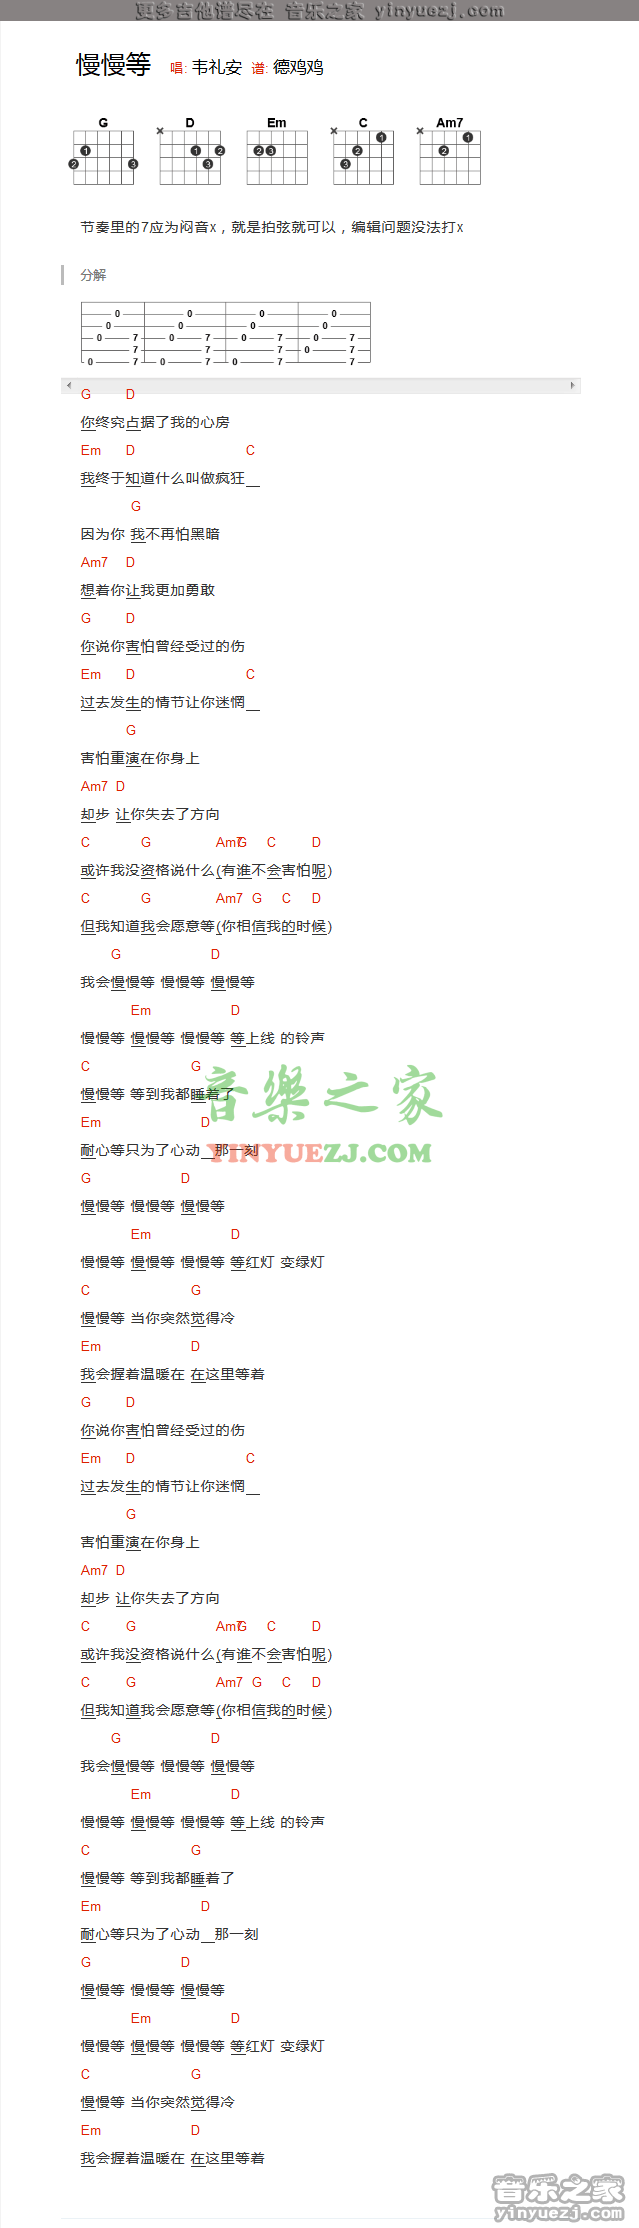 更多吉他谱尽在 音乐之家 yinyuezj.com
慢慢等 唱: 韦礼安 谱: 德鸡鸡
G D Em C Am7
节奏里的7应为闷音x，就是拍弦就可以，编辑问题没法打x
分解
G D
你终究占据了我的心房
Em D C
我终于知道什么叫做疯狂__
G
因为你 我不再怕黑暗
Am7 D
想着你让我更加勇敢
G D
你说你害怕曾经受过的伤
Em D C
过去发生的情节让你迷惘__
G
害怕重演在你身上
Am7 D
却步 让你失去了方向
C G Am7 G C D
或许我没资格说什么(有谁不会害怕呢)
C G Am7 G C D
但我知道我会愿意等(你相信我的时候)
G D
我会慢慢等 慢慢等 慢慢等
Em D
慢慢等 慢慢等 慢慢等 等上线 的铃声
C G
慢慢等 等到我都睡着了
Em D
耐心等只为了心动__那一刻
G D
慢慢等 慢慢等 慢慢等
Em D
慢慢等 慢慢等 慢慢等 等红灯 变绿灯
C G
慢慢等 当你突然觉得冷
Em D
我会握着温暖在 在这里等着
G D
你说你害怕曾经受过的伤
Em D C
过去发生的情节让你迷惘__
G
害怕重演在你身上
Am7 D
却步 让你失去了方向
C G Am7 G C D
或许我没资格说什么(有谁不会害怕呢)
C G Am7 G C D
但我知道我会愿意等(你相信我的时候)
G D
我会慢慢等 慢慢等 慢慢等
Em D
慢慢等 慢慢等 慢慢等 等上线 的铃声
C G
慢慢等 等到我都睡着了
Em D
耐心等只为了心动__那一刻
G D
慢慢等 慢慢等 慢慢等
Em D
慢慢等 慢慢等 慢慢等 等红灯 变绿灯
C G
慢慢等 当你突然觉得冷
Em D
我会握着温暖在 在这里等着
音樂之家
YINYUEZJ.COM
音乐之家
yinyuezj.com